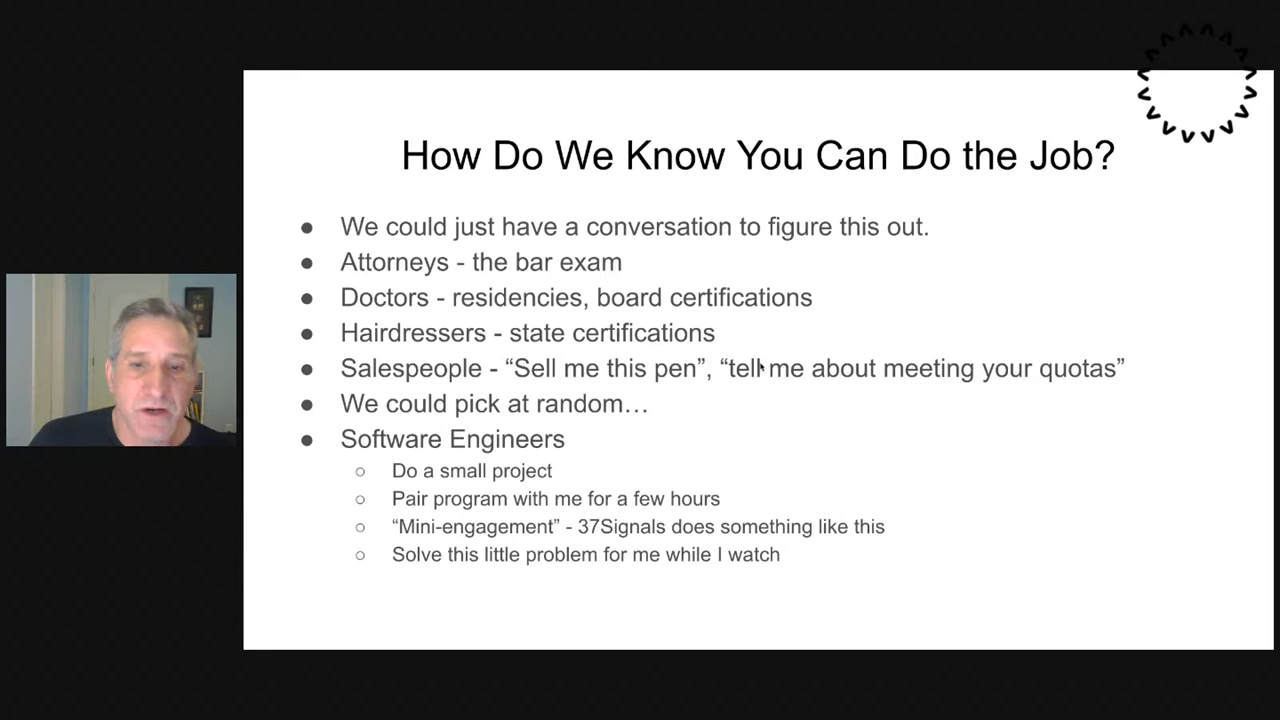 How Do We Know You Can Do the Job?
● We could just have a conversation to figure this out.
● Attorneys - the bar exam
● Doctors - residencies, board certifications
● Hairdressers - state certifications
● Salespeople - “Sell me this pen”, “tell me about meeting your quotas”
● We could pick at random…
● Software Engineers
○ Do a small project
○ Pair program with me for a few hours
○ “Mini-engagement” - 37Signals does something like this
○ Solve this little problem for me while I watch